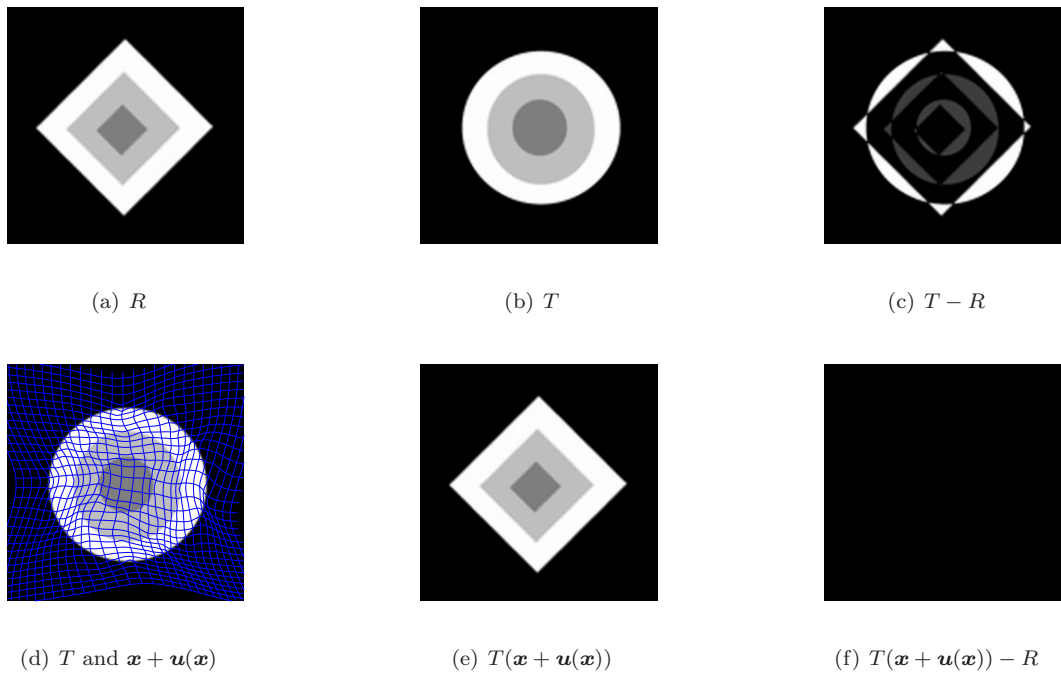 (a) R
(b) T
(c) T − R
(d) T and x + u(x)
(e) T(x + u(x))
(f) T(x + u(x)) − R